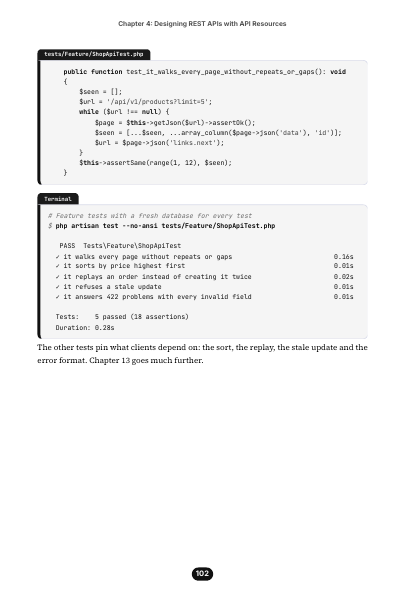 Chapter 4: Designing REST APIs with API Resources
tests/Feature/ShopApiTest.php
public function test_it_walks_every_page_without_repeats_or_gaps(): void
{
$seen = [];
$url = '/api/v1/products?limit=5';
while ($url !== null) {
$page = $this->getJson($url)->assertOk();
$seen = [...$seen, ...array_column($page->json('data'), 'id')];
$url = $page->json('links.next');
}
$this->assertSame(range(1, 12), $seen);
}
Terminal
# Feature tests with a fresh database for every test
$ php artisan test --no-ansi tests/Feature/ShopApiTest.php
PASS Tests\Feature\ShopApiTest
✓ it walks every page without repeats or gaps 0.16s
✓ it sorts by price highest first 0.01s
✓ it replays an order instead of creating it twice 0.02s
✓ it refuses a stale update 0.01s
✓ it answers 422 problems with every invalid field 0.01s
Tests: 5 passed (18 assertions)
Duration: 0.28s
The other tests pin what clients depend on: the sort, the replay, the stale update and the
error format. Chapter 13 goes much further.
102